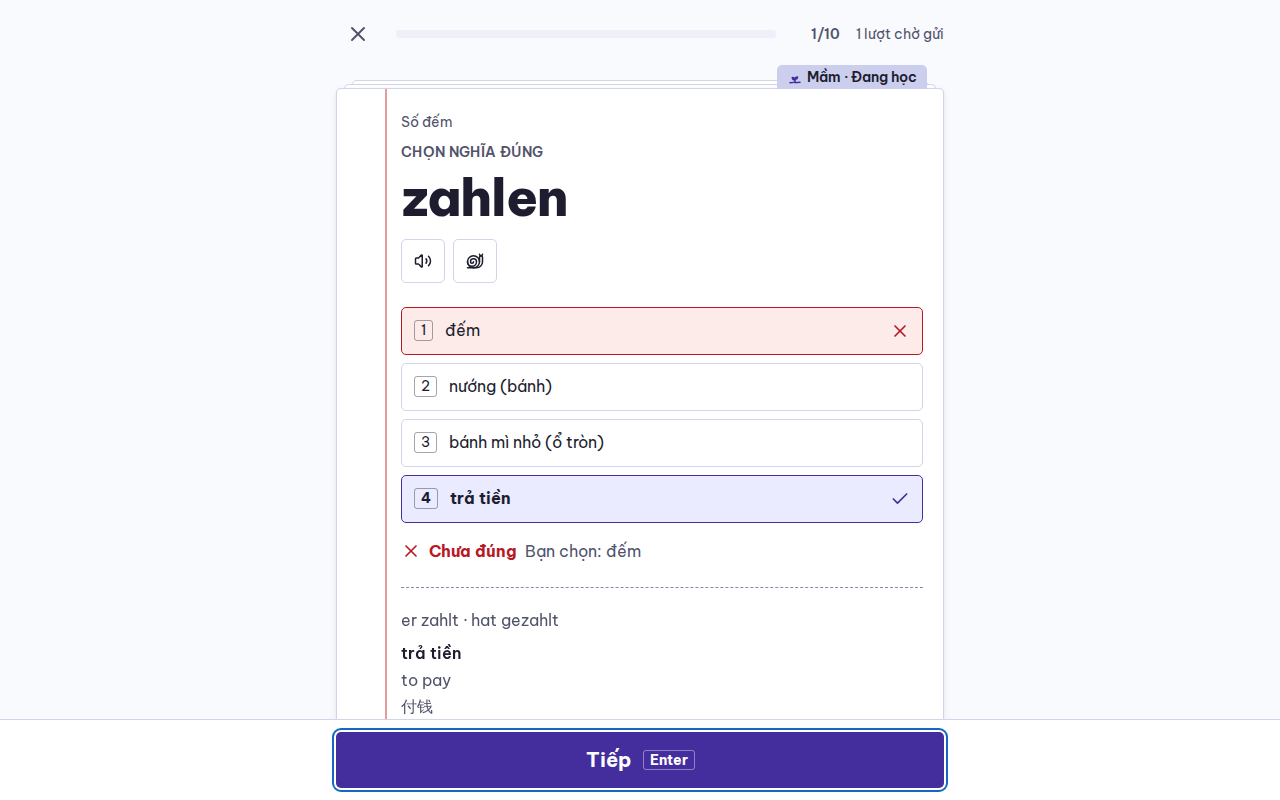 1/10 1 lượt chờ gửi
Mầm · Đang học
Số đếm
CHỌN NGHĨA ĐÚNG
zahlen
1 đếm
2 nướng (bánh)
3 bánh mì nhỏ (ổ tròn)
4 trả tiền
Chưa đúng Bạn chọn: đếm
er zahlt · hat gezahlt
trả tiền
to pay
付钱
Tiếp Enter